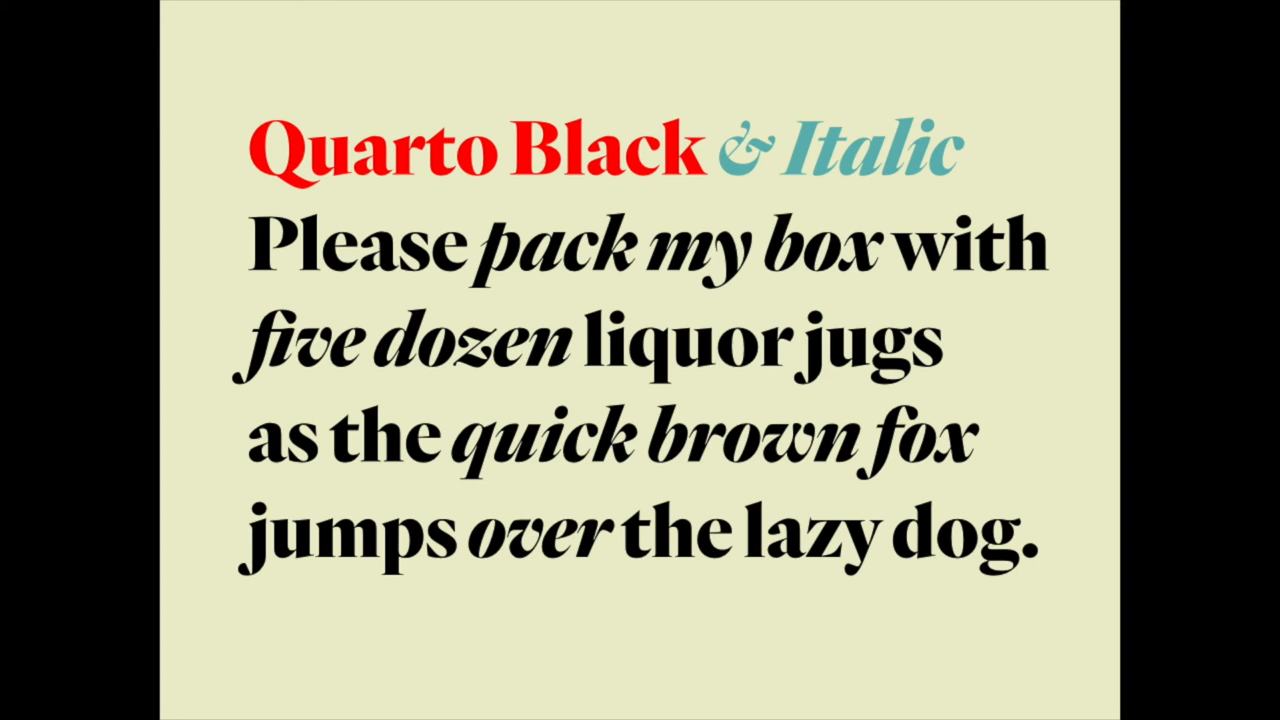 Quarto Black & Italic
Please pack my box with
five dozen liquor jugs
as the quick brown fox
jumps over the lazy dog.